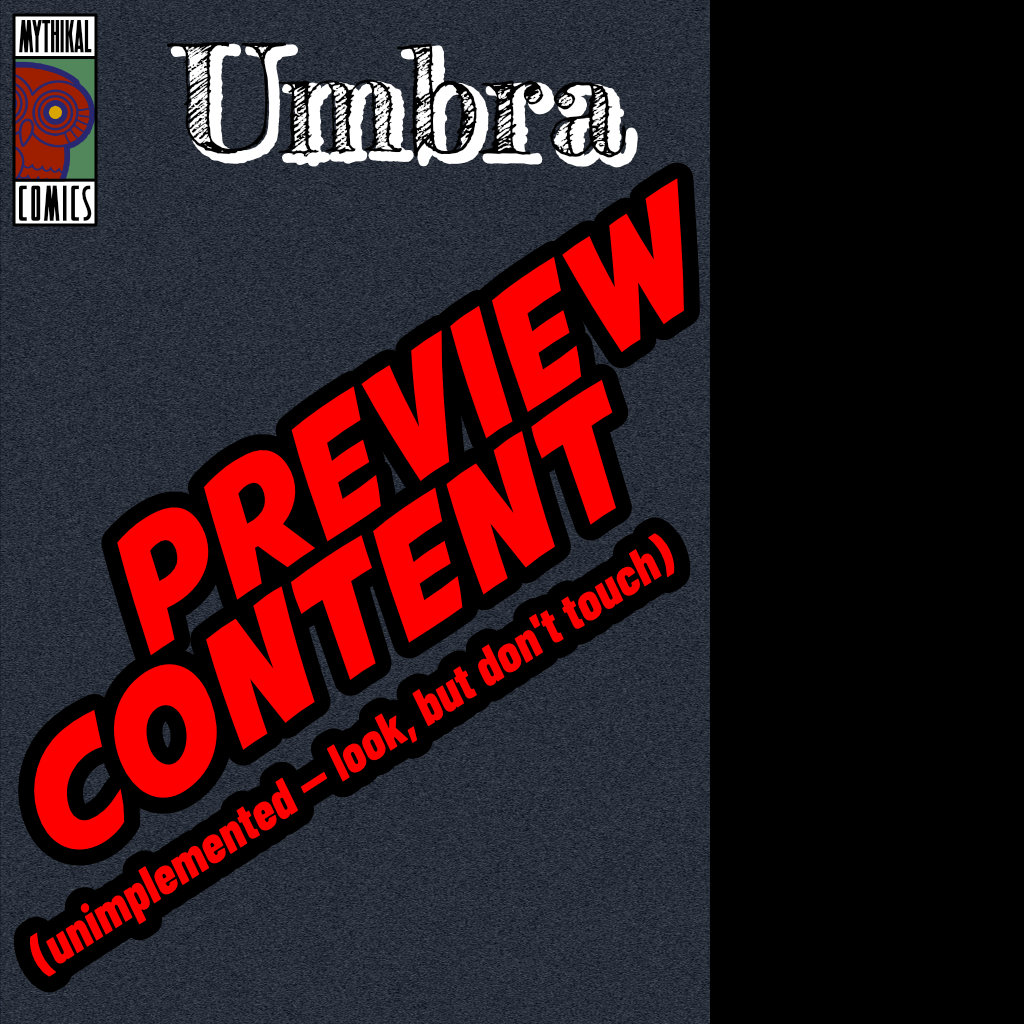 MYTHIKAL
COMICS
Umbra
PREVIEW
CONTENT
(unimplemented – look, but don't touch)